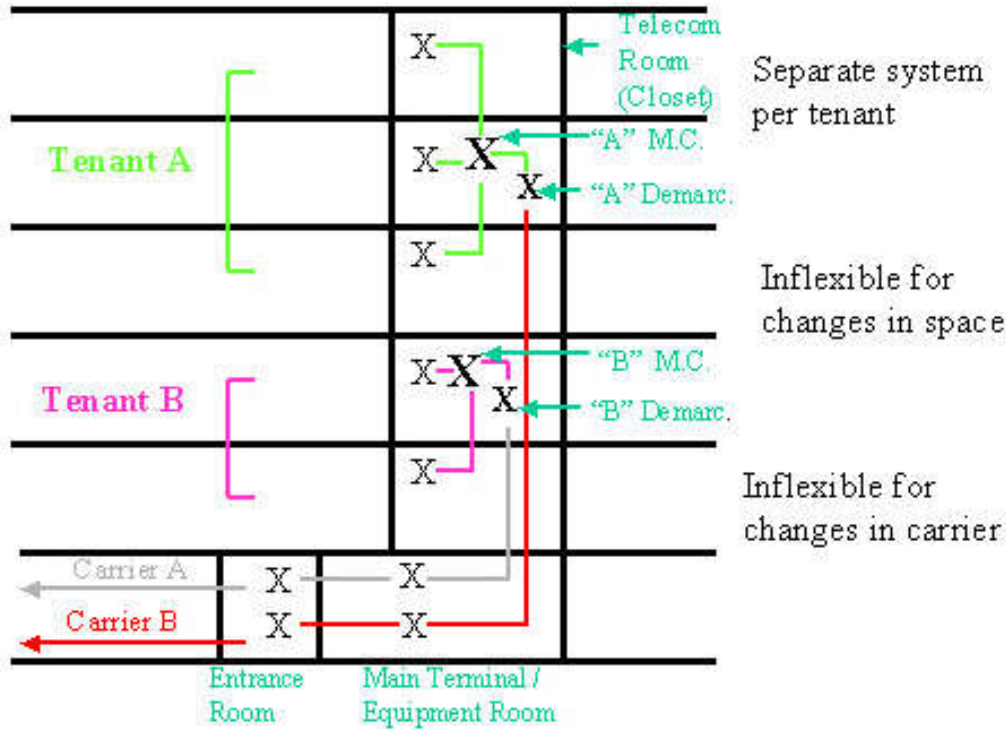 X
Telecom
Room
(Closet)
Separate system
per tenant
Tenant A
X
X
"A" M.C.
X
"A" Demarc.
X
Inflexible for
changes in space
Tenant B
X
X
"B" M.C.
X
"B" Demarc.
X
Inflexible for
changes in carrier
Carrier A
X
X
Carrier B
X
X
Entrance
Room
Main Terminal /
Equipment Room